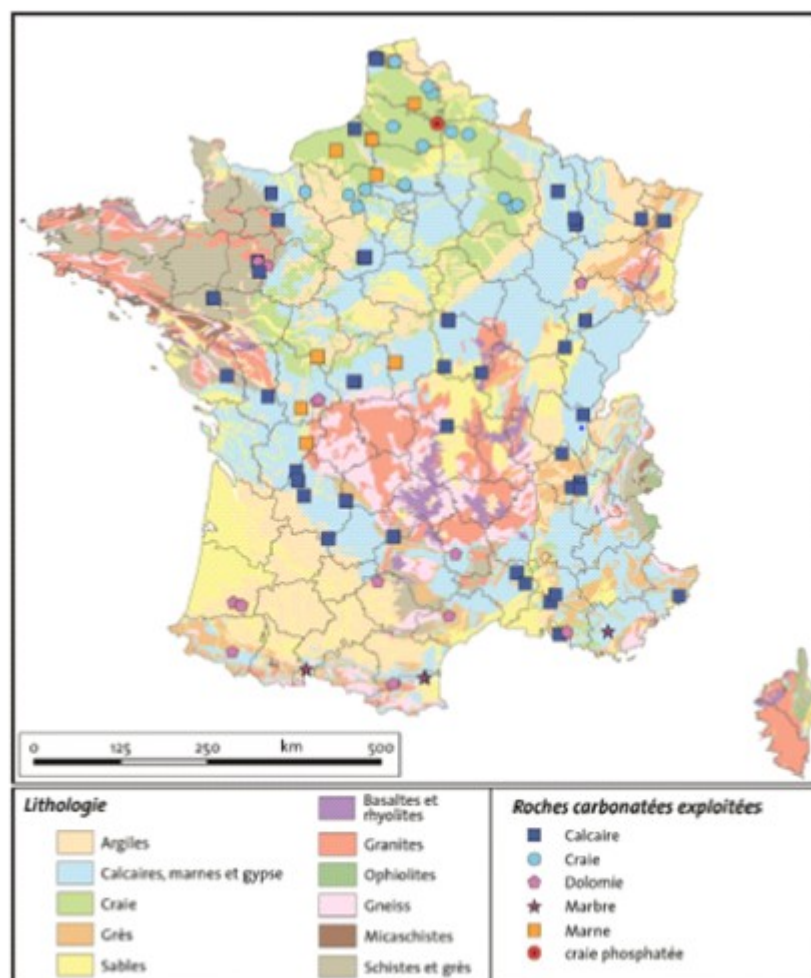 0 125 250 km 500
Lithologie
Argiles
Calcaires, marnes et gypse
Craie
Grès
Sables
Basaltes et
rhyolites
Granites
Ophiolites
Gneiss
Micaschistes
Schistes et grès
Roches carbonatées exploitées
Calcaire
Craie
Dolomie
Marbre
Marne
craie phosphatée